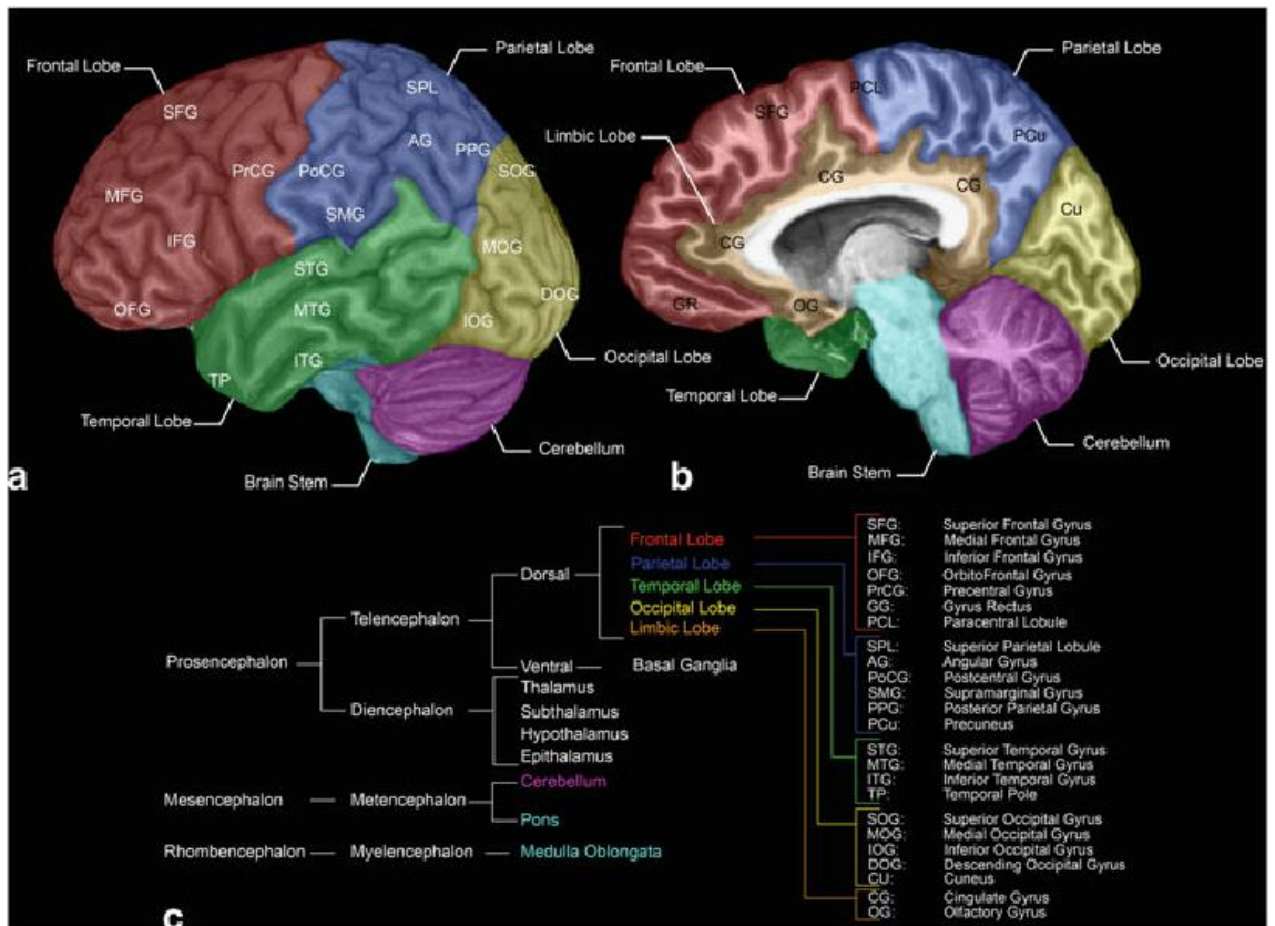 Frontal Lobe
Parietal Lobe
SFG
SPL
AG
PPG
SOG
PrCG
PoCG
MFG
SMG
IFG
MOG
STG
DOG
OFG
MTG
IOG
ITG
TP
Occipital Lobe
Temporal Lobe
Cerebellum
Brain Stem
a
Frontal Lobe
Parietal Lobe
PCL
SFG
Limbic Lobe
PCu
CG
CG
Cu
CG
GR
OG
Occipital Lobe
Temporal Lobe
Cerebellum
Brain Stem
b
Prosencephalon
Telencephalon
Dorsal
Frontal Lobe
Parietal Lobe
Temporal Lobe
Occipital Lobe
Limbic Lobe
Ventral
Basal Ganglia
Diencephalon
Thalamus
Subthalamus
Hypothalamus
Epithalamus
Mesencephalon
Metencephalon
Cerebellum
Pons
Rhombencephalon
Myelencephalon
Medulla Oblongata
SFG: Superior Frontal Gyrus
MFG: Medial Frontal Gyrus
IFG: Inferior Frontal Gyrus
OFG: OrbitoFrontal Gyrus
PrCG: Precentral Gyrus
GG: Gyrus Rectus
PCL: Paracentral Lobule
SPL: Superior Parietal Lobule
AG: Angular Gyrus
PoCG: Postcentral Gyrus
SMG: Supramarginal Gyrus
PPG: Posterior Parietal Gyrus
PCu: Precuneus
STG: Superior Temporal Gyrus
MTG: Medial Temporal Gyrus
ITG: Inferior Temporal Gyrus
TP: Temporal Pole
SOG: Superior Occipital Gyrus
MOG: Medial Occipital Gyrus
IOG: Inferior Occipital Gyrus
DOG: Descending Occipital Gyrus
CU: Cuneus
CG: Cingulate Gyrus
OG: Olfactory Gyrus
c